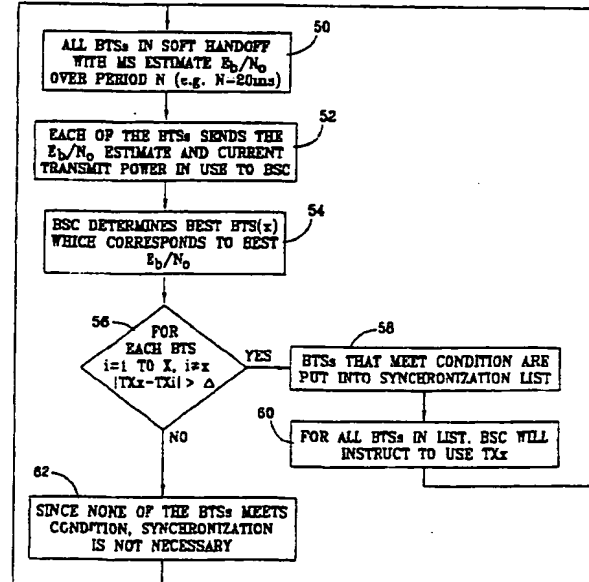 50
ALL BTSs IN SOFT HANDOFF
WITH MS ESTIMATE Eb/No
OVER PERIOD N (e.g. N-20ms)
52
EACH OF THE BTSs SENDS THE
Eb/No ESTIMATE AND CURRENT
TRANSMIT POWER IN USE TO BSC
54
BSC DETERMINES BEST BTS(x)
WHICH CORRESPONDS TO BEST
Eb/No
56
FOR
EACH BTS
i=1 TO X, i≠x
|TXx-TXi| > Δ
YES
58
BTSs THAT MEET CONDITION ARE
PUT INTO SYNCHRONIZATION LIST
60
FOR ALL BTSs IN LIST. BSC WILL
INSTRUCT TO USE TXx
NO
62
SINCE NONE OF THE BTSs MEETS
CONDITION, SYNCHRONIZATION
IS NOT NECESSARY